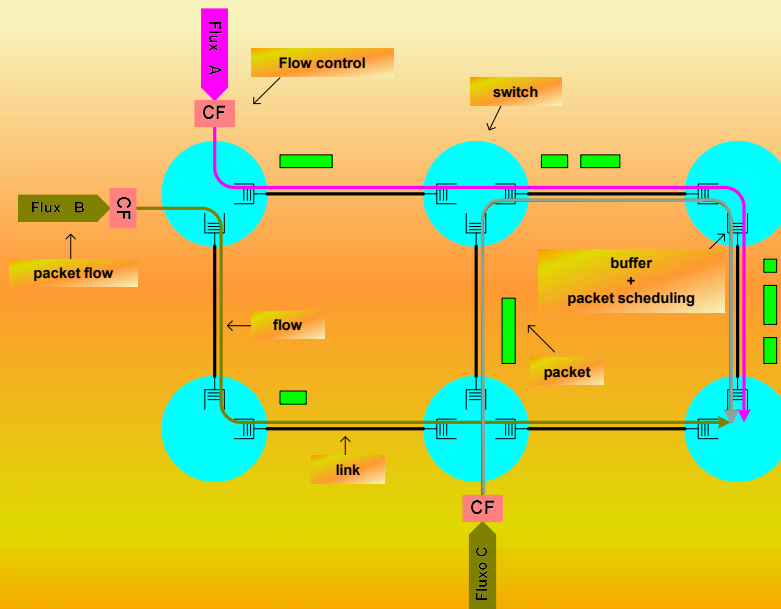 Flux A
CF
Flow control
switch
Flux B
CF
packet flow
buffer
+
packet scheduling
flow
packet
link
CF
Fluxo C